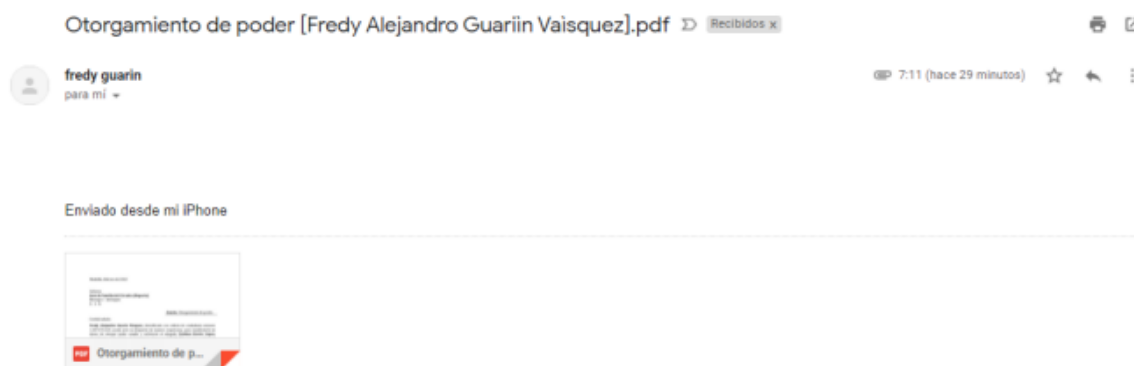 Otorgamiento de poder [Fredy Alejandro Guariin Vaisquez].pdf Recibidos x
fredy guarin 7:11 (hace 29 minutos)
para mí
Enviado desde mi iPhone
PDF Otorgamiento de p...